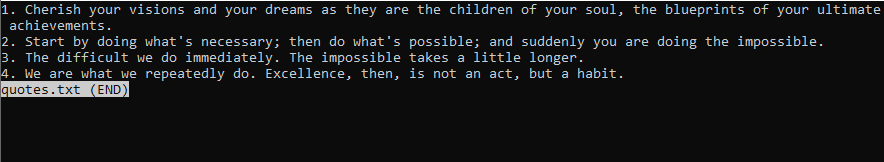 1. Cherish your visions and your dreams as they are the children of your soul, the blueprints of your ultimate
achievements.
2. Start by doing what's necessary; then do what's possible; and suddenly you are doing the impossible.
3. The difficult we do immediately. The impossible takes a little longer.
4. We are what we repeatedly do. Excellence, then, is not an act, but a habit.
quotes.txt (END)